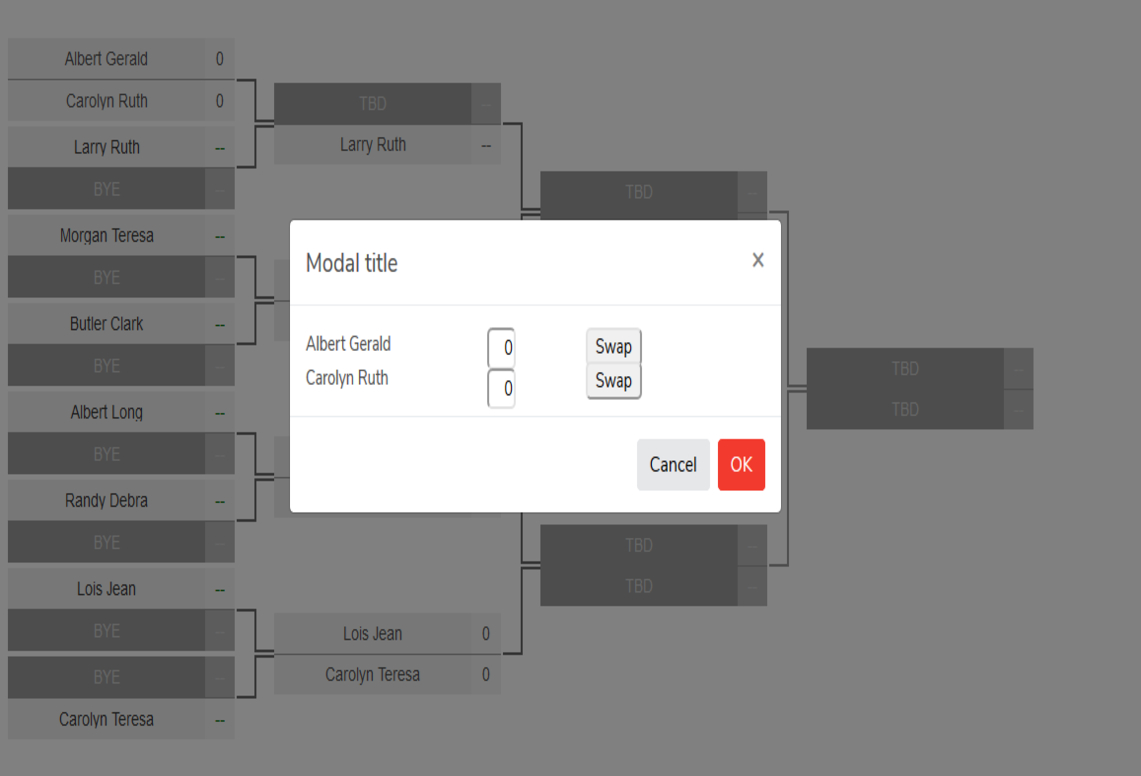 Albert Gerald 0
Carolyn Ruth 0
Larry Ruth --
BYE --
Morgan Teresa --
BYE --
Butler Clark --
BYE --
Albert Long --
BYE --
Randy Debra --
BYE --
Lois Jean --
BYE --
BYE --
Carolyn Teresa --
TBD --
Larry Ruth --
Lois Jean 0
Carolyn Teresa 0
TBD --
TBD --
TBD --
TBD --
TBD --
Modal title x
Albert Gerald 0 Swap
Carolyn Ruth 0 Swap
Cancel OK